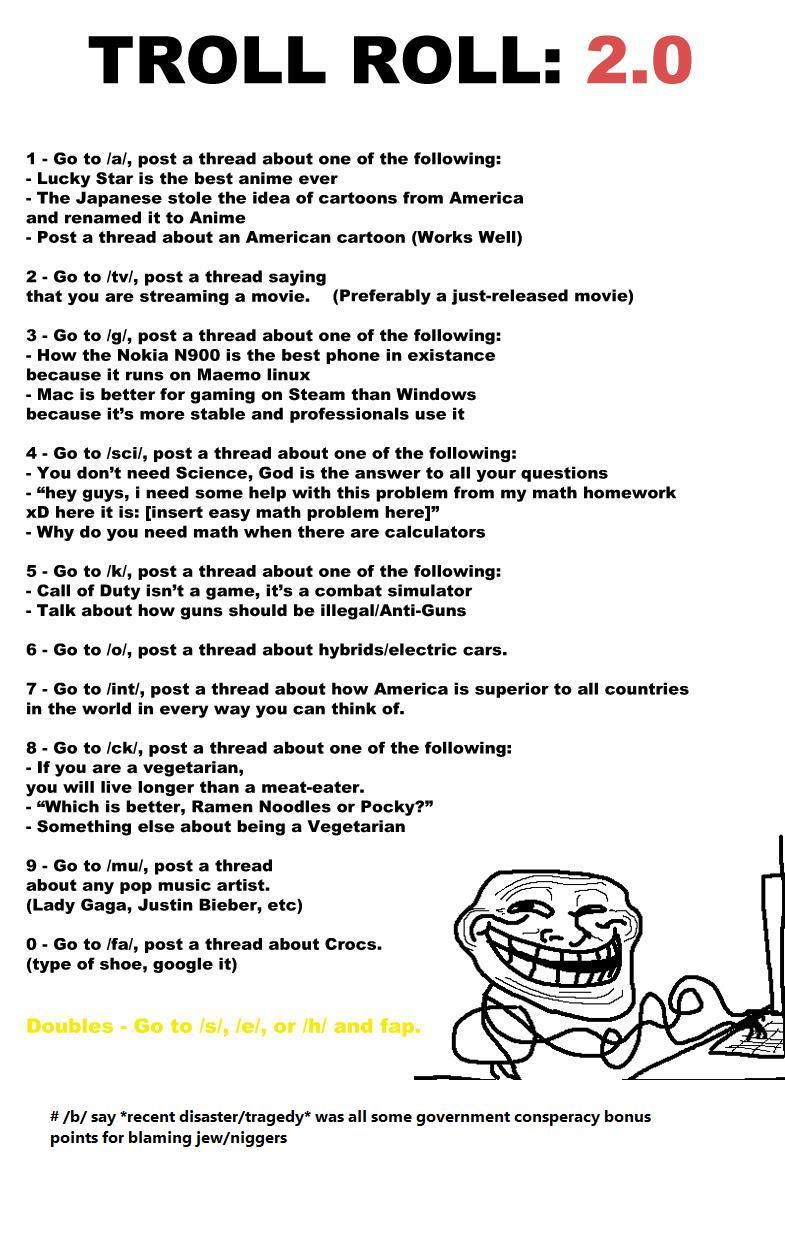 TROLL ROLL: 2.0
1 - Go to /a/, post a thread about one of the following:
- Lucky Star is the best anime ever
- The Japanese stole the idea of cartoons from America
and renamed it to Anime
- Post a thread about an American cartoon (Works Well)
2 - Go to /tv/, post a thread saying
that you are streaming a movie. (Preferably a just-released movie)
3 - Go to /g/, post a thread about one of the following:
- How the Nokia N900 is the best phone in existance
because it runs on Maemo linux
- Mac is better for gaming on Steam than Windows
because it's more stable and professionals use it
4 - Go to /sci/, post a thread about one of the following:
- You don't need Science, God is the answer to all your questions
- “hey guys, i need some help with this problem from my math homework
xD here it is: [insert easy math problem here]”
- Why do you need math when there are calculators
5 - Go to /k/, post a thread about one of the following:
- Call of Duty isn't a game, it's a combat simulator
- Talk about how guns should be illegal/Anti-Guns
6 - Go to /o/, post a thread about hybrids/electric cars.
7 - Go to /int/, post a thread about how America is superior to all countries
in the world in every way you can think of.
8 - Go to /ck/, post a thread about one of the following:
- If you are a vegetarian,
you will live longer than a meat-eater.
- “Which is better, Ramen Noodles or Pocky?”
- Something else about being a Vegetarian
9 - Go to /mu/, post a thread
about any pop music artist.
(Lady Gaga, Justin Bieber, etc)
0 - Go to /fa/, post a thread about Crocs.
(type of shoe, google it)
Doubles - Go to /s/, /e/, or /h/ and fap.
# /b/ say *recent disaster/tragedy* was all some government consperacy bonus
points for blaming jew/niggers